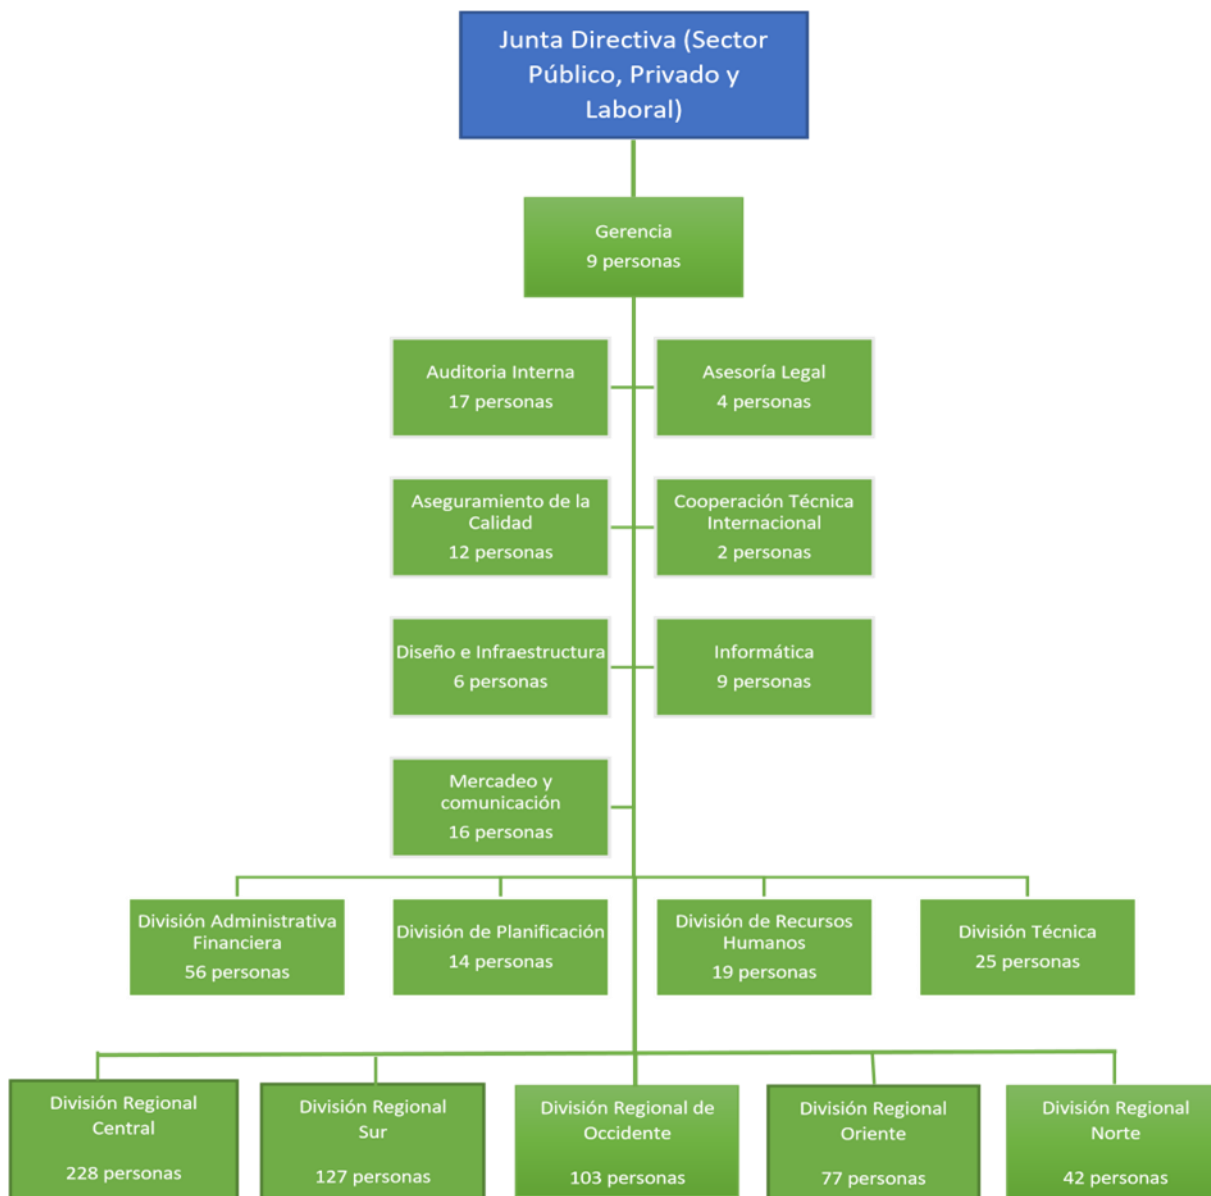 Junta Directiva (Sector
Público, Privado y
Laboral)
Gerencia
9 personas
Auditoria Interna
17 personas
Asesoría Legal
4 personas
Aseguramiento de la
Calidad
12 personas
Cooperación Técnica
Internacional
2 personas
Diseño e Infraestructura
6 personas
Informática
9 personas
Mercadeo y
comunicación
16 personas
División Administrativa
Financiera
56 personas
División de Planificación
14 personas
División de Recursos
Humanos
19 personas
División Técnica
25 personas
División Regional
Central
228 personas
División Regional
Sur
127 personas
División Regional de
Occidente
103 personas
División Regional
Oriente
77 personas
División Regional
Norte
42 personas